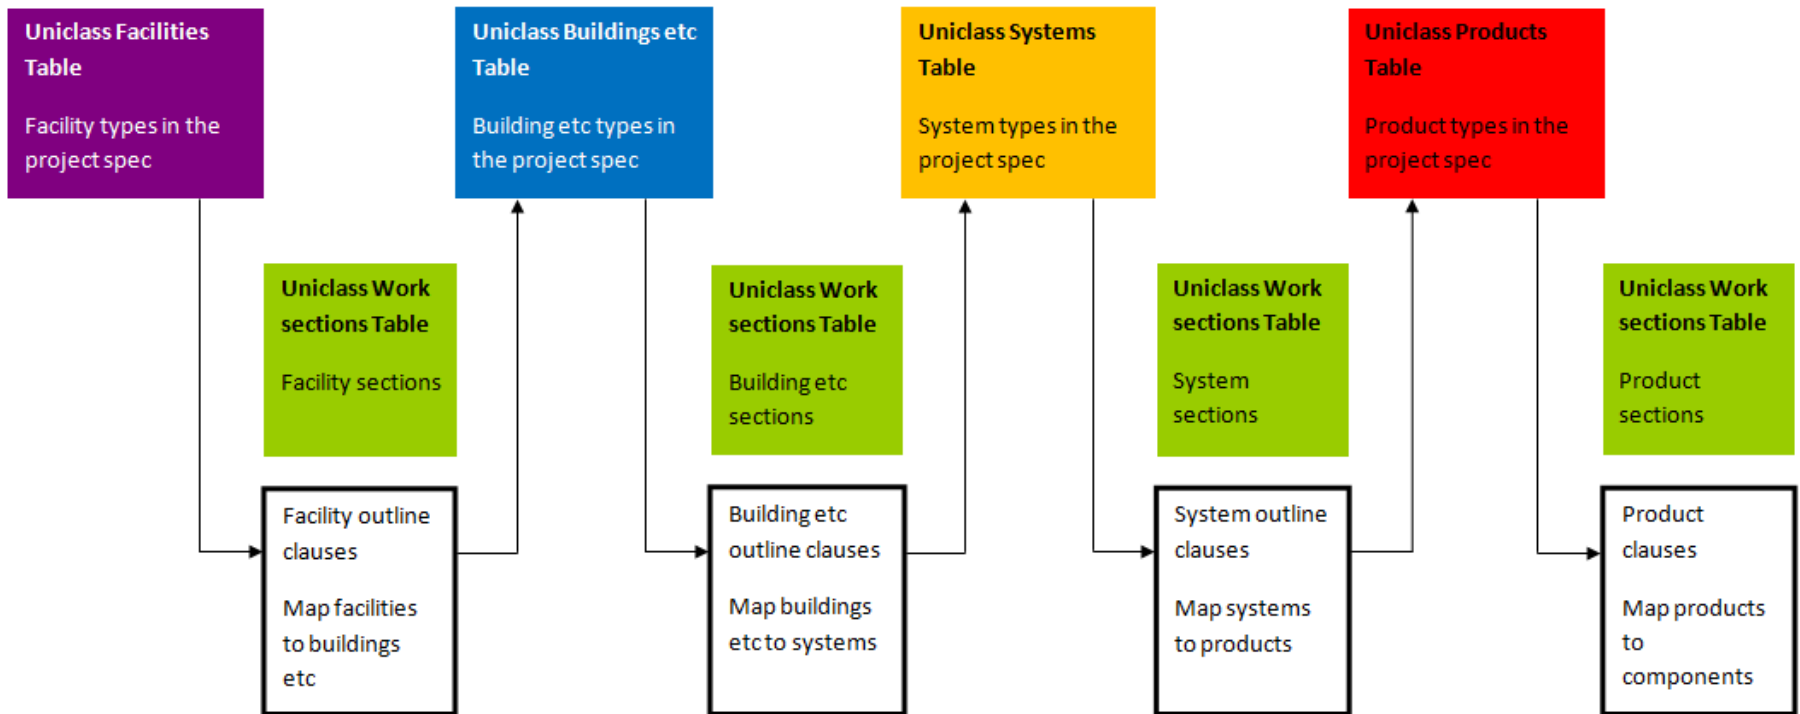 Uniclass Facilities
Table
Facility types in the
project spec
Uniclass Buildings etc
Table
Building etc types in
the project spec
Uniclass Systems
Table
System types in the
project spec
Uniclass Products
Table
Product types in the
project spec
Uniclass Work
sections Table
Facility sections
Uniclass Work
sections Table
Building etc
sections
Uniclass Work
sections Table
System
sections
Uniclass Work
sections Table
Product
sections
Facility outline
clauses
Map facilities
to buildings
etc
Building etc
outline clauses
Map buildings
etc to systems
System outline
clauses
Map systems
to products
Product
clauses
Map products
to
components